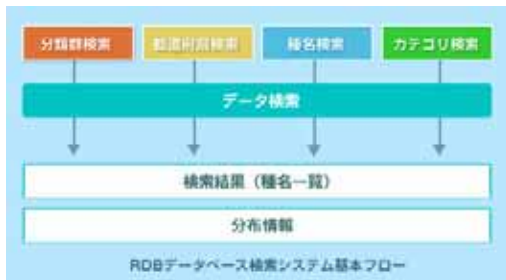 分類群検索
都道府県検索
種名検索
カテゴリ検索
データ検索
検索結果（種名一覧）
分布情報
RDBデータベース検索システム基本フロー